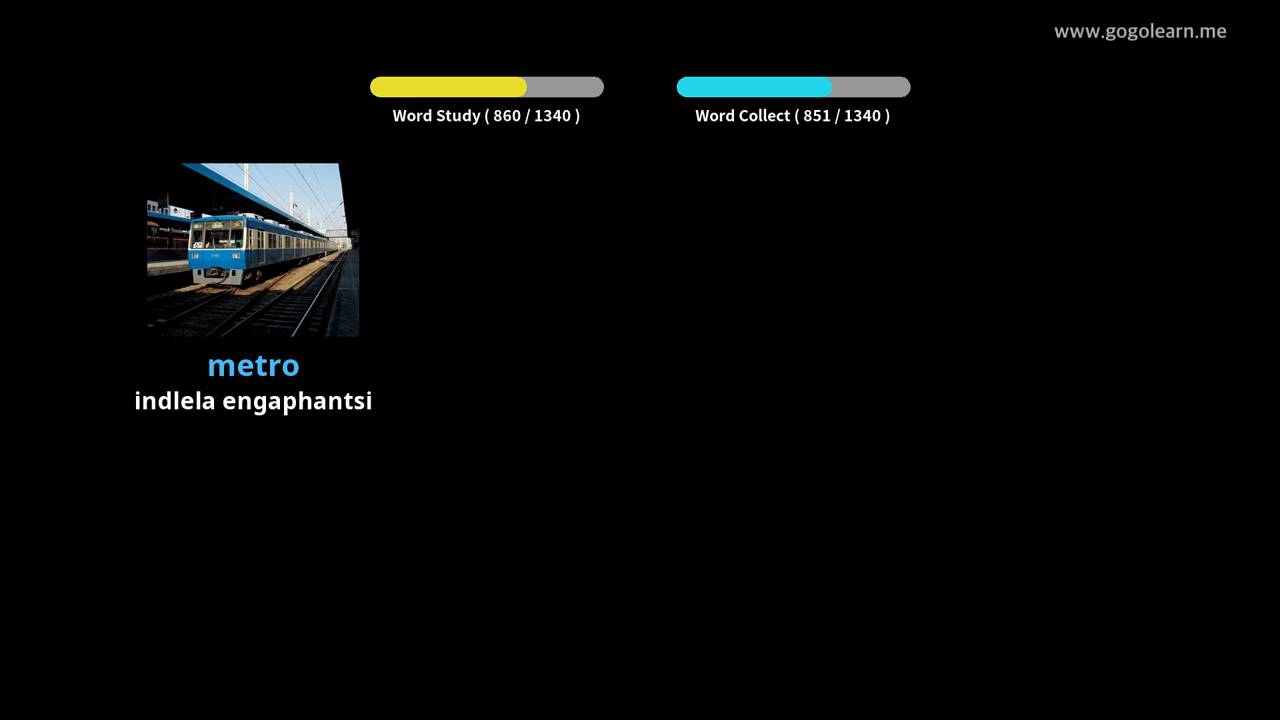 www.gogolearn.me
Word Study ( 860 / 1340 )
Word Collect ( 851 / 1340 )
metro
indlela engaphantsi